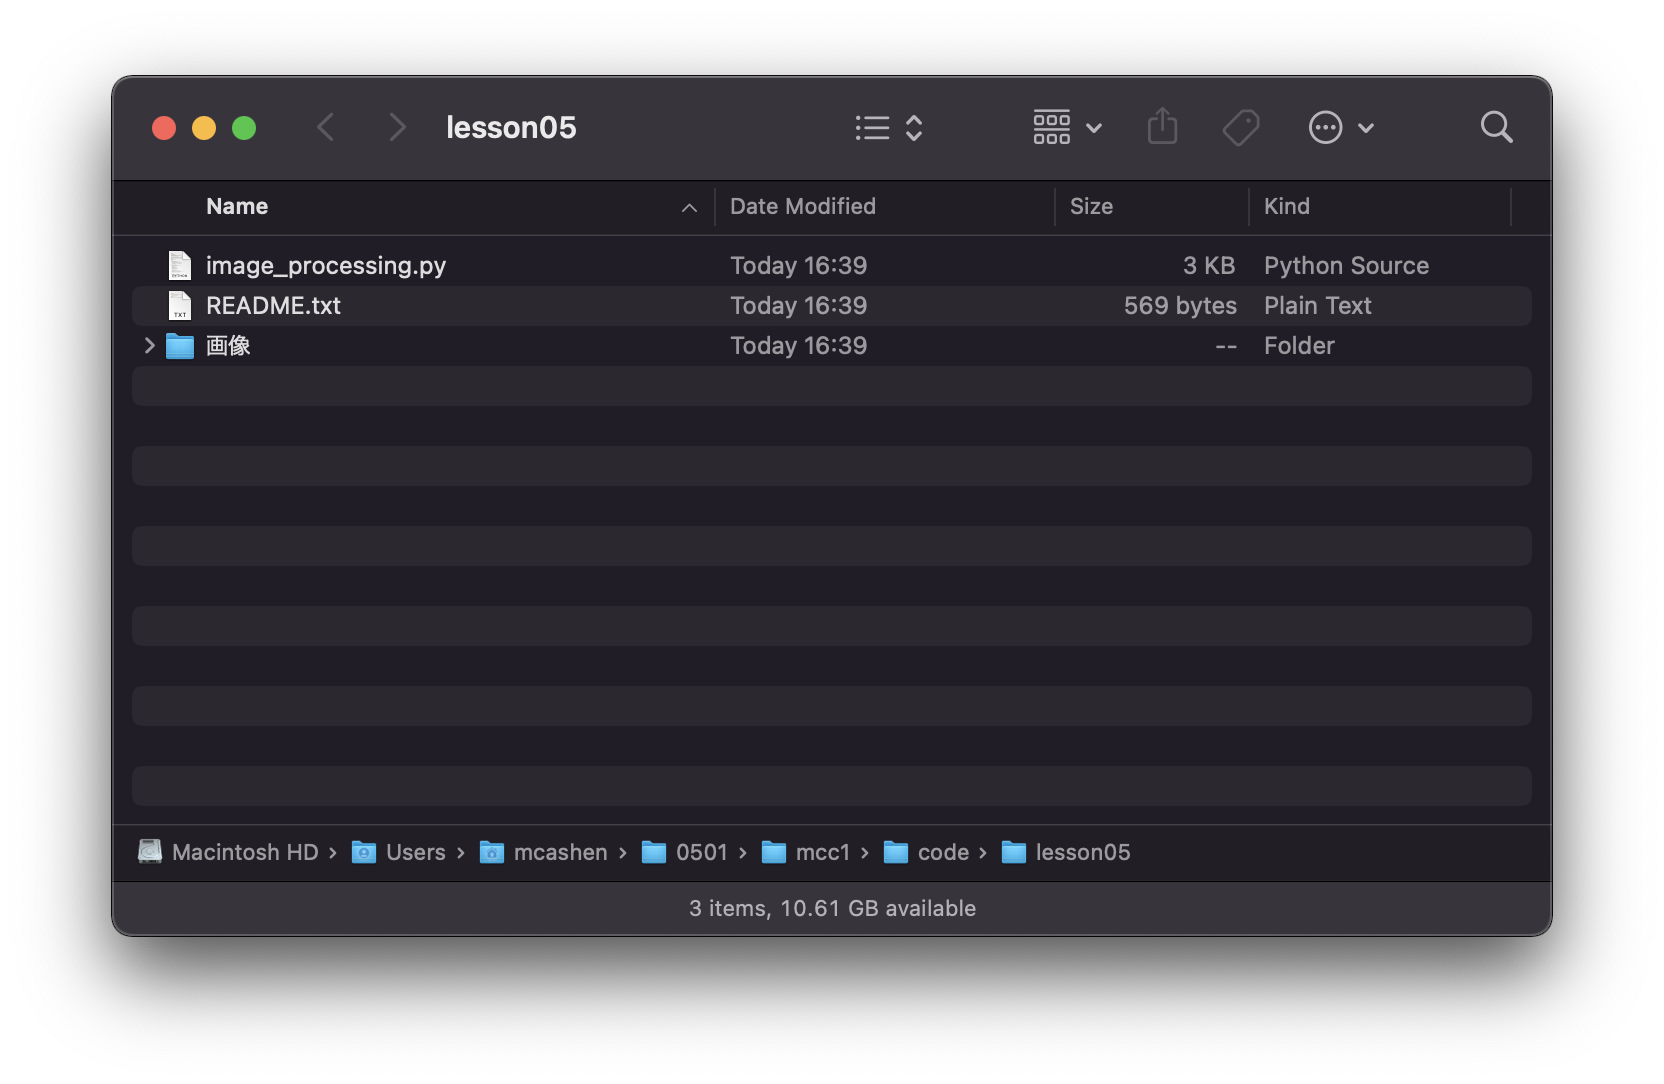 lesson05
Name Date Modified Size Kind
image_processing.py Today 16:39 3 KB Python Source
README.txt Today 16:39 569 bytes Plain Text
画像 Today 16:39 -- Folder
Macintosh HD › Users › mcashen › 0501 › mcc1 › code › lesson05
3 items, 10.61 GB available